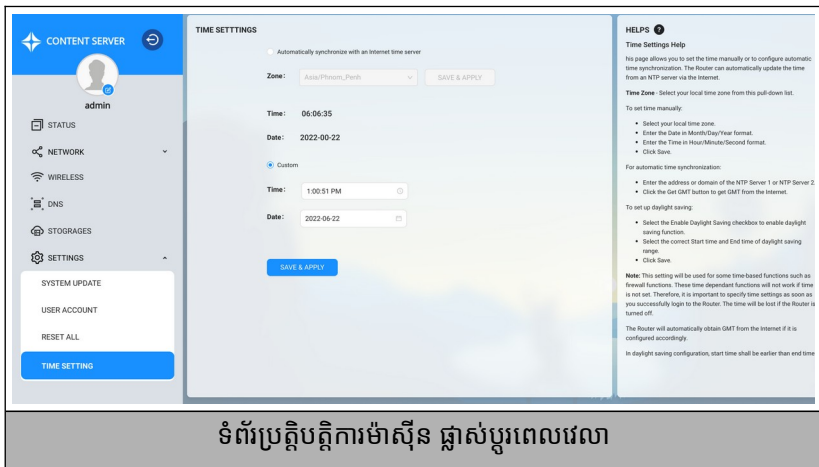 CONTENT SERVER
admin
STATUS
NETWORK
WIRELESS
DNS
STOGRAGES
SETTINGS
SYSTEM UPDATE
USER ACCOUNT
RESET ALL
TIME SETTING
TIME SETTTINGS
Automatically synchronize with an Internet time server
Zone: Asia/Phnom_Penh SAVE & APPLY
Time: 06:06:35
Date: 2022-00-22
Custom
Time: 1:00:51 PM
Date: 2022-06-22
SAVE & APPLY
HELPS ?
Time Settings Help
his page allows you to set the time manually or to configure automatic
time synchronization. The Router can automatically update the time
from an NTP server via the Internet.
Time Zone - Select your local time zone from this pull-down list.
To set time manually:
• Select your local time zone.
• Enter the Date in Month/Day/Year format.
• Enter the Time in Hour/Minute/Second format.
• Click Save.
For automatic time synchronization:
• Enter the address or domain of the NTP Server 1 or NTP Server 2.
• Click the Get GMT button to get GMT from the Internet.
To set up daylight saving:
• Select the Enable Daylight Saving checkbox to enable daylight
saving function.
• Select the correct Start time and End time of daylight saving
range.
• Click Save.
Note: This setting will be used for some time-based functions such as
firewall functions. These time dependant functions will not work if time
is not set. Therefore, it is important to specify time settings as soon as
you successfully login to the Router. The time will be lost if the Router is
turned off.
The Router will automatically obtain GMT from the Internet if it is
configured accordingly.
In daylight saving configuration, start time shall be earlier than end time
ទំព័រប្រត្តិបត្តិការម៉ាស៊ីន ផ្លាស់ប្តូរពេលវេលា